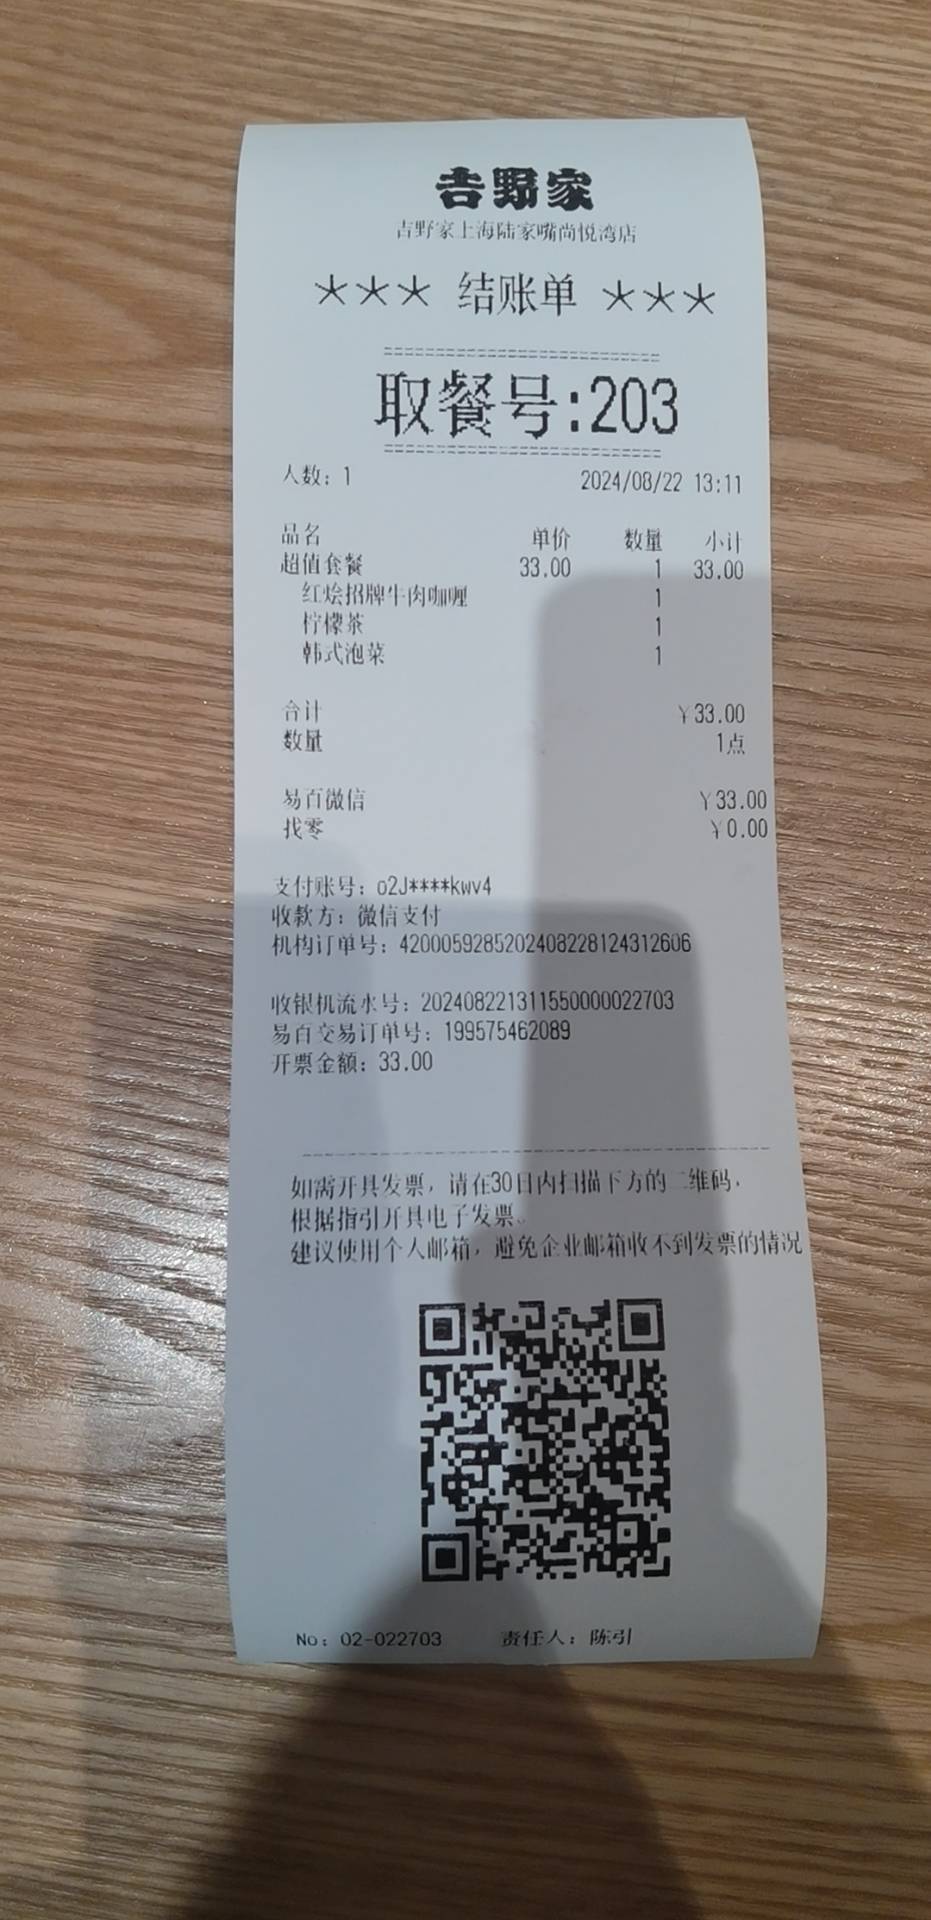 吉野家
吉野家上海陆家嘴尚悦湾店
*** 结账单 ***
取餐号:203
人数: 1 2024/08/22 13:11
品名 单价 数量 小计
超值套餐 33.00 1 33.00
红烩招牌牛肉咖喱 1
柠檬茶 1
韩式泡菜 1
合计 ¥33.00
数量 1点
易百微信 ¥33.00
找零 ¥0.00
支付账号: o2J****kwv4
收款方: 微信支付
机构订单号: 4200059285202408228124312606
收银机流水号: 202408221311550000022703
易百交易订单号: 199575462089
开票金额: 33.00
如需开具发票, 请在30日内扫描下方的二维码,
根据指引开具电子发票。
建议使用个人邮箱, 避免企业邮箱收不到发票的情况
No: 02-022703 责任人: 陈引